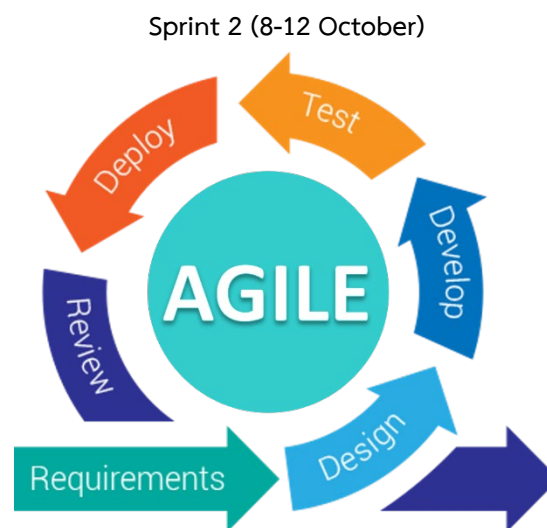 Sprint 2 (8-12 October)
Test
Deploy
Develop
AGILE
Review
Design
Requirements